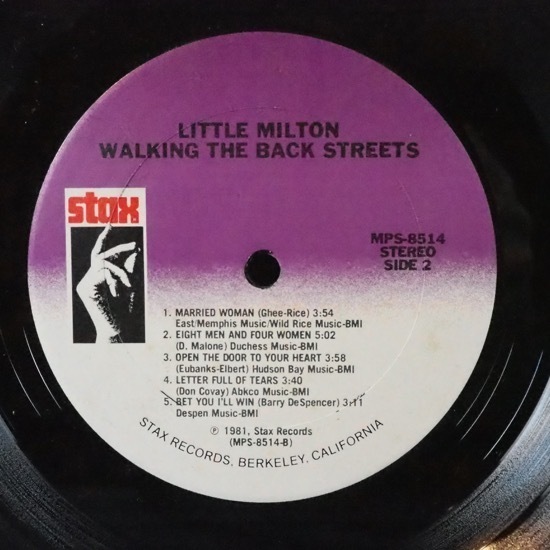 LITTLE MILTON
WALKING THE BACK STREETS
stax
MPS-8514
STEREO
SIDE 2
1. MARRIED WOMAN (Ghee-Rice) 3:54
East/Memphis Music/Wild Rice Music-BMI
2. EIGHT MEN AND FOUR WOMEN 5:02
(D. Malone) Duchess Music-BMI
3. OPEN THE DOOR TO YOUR HEART 3:58
(Eubanks-Elbert) Hudson Bay Music-BMI
4. LETTER FULL OF TEARS 3:40
(Don Covay) Abkco Music-BMI
5. BET YOU I'LL WIN (Barry DeSpencer) 3:11
Despen Music-BMI
℗ 1981, Stax Records
(MPS-8514-B)
STAX RECORDS, BERKELEY, CALIFORNIA